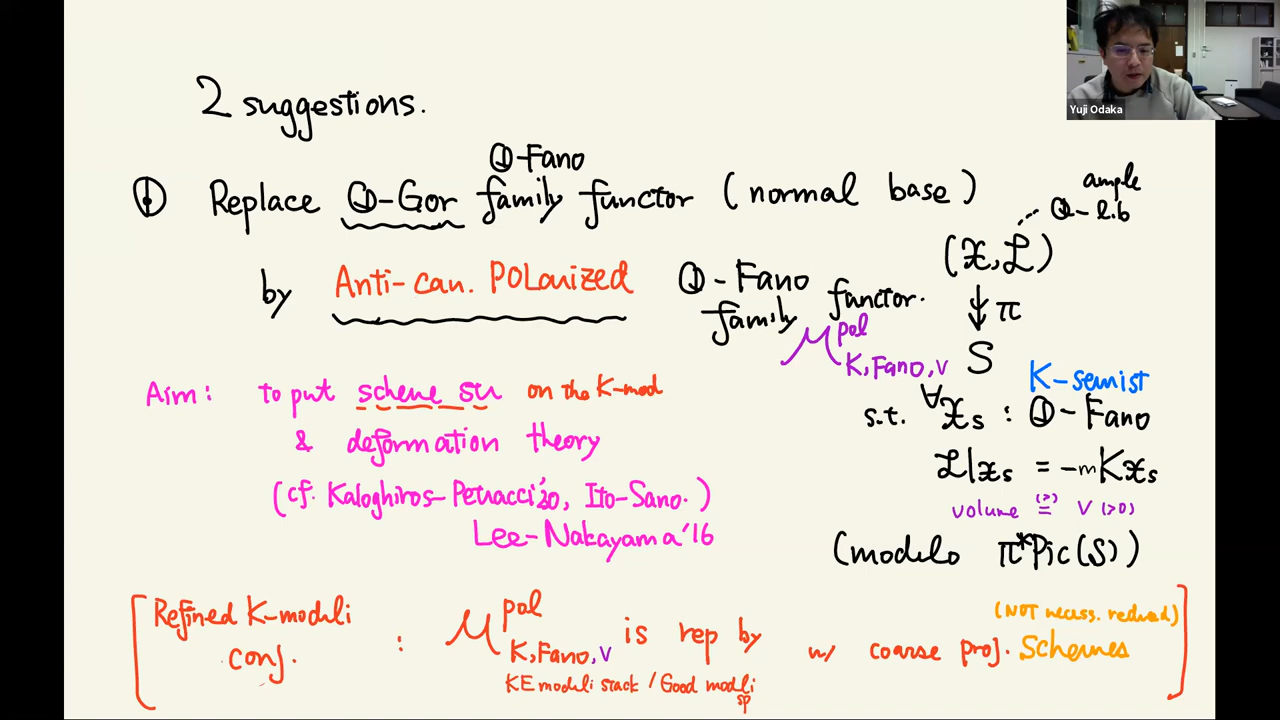 2 suggestions.
Yuji Odaka
① Replace Q-Gor Q-Fano family functor (normal base)
by Anti-can. POLarized Q-Fano family functor.
M^pol_K,Fano,V
ample Q-l.b
(X, L)
↓ π
S
s.t. ∀X_s : K-semist Q-Fano
L|X_s = -mK_X_s
volume (≥) = V (>0)
(modulo π*Pic(S))
Aim: to put scheme str on the K-mod
& deformation theory
(cf. Kaloghiros-Petracci '20, Ito-Sano.)
Lee-Nakayama '16
[Refined K-moduli conj. : M^pol_K,Fano,V is rep by w/ coarse proj. Schemes]
(NOT necess. reduced)
KE moduli stack / Good moduli sp